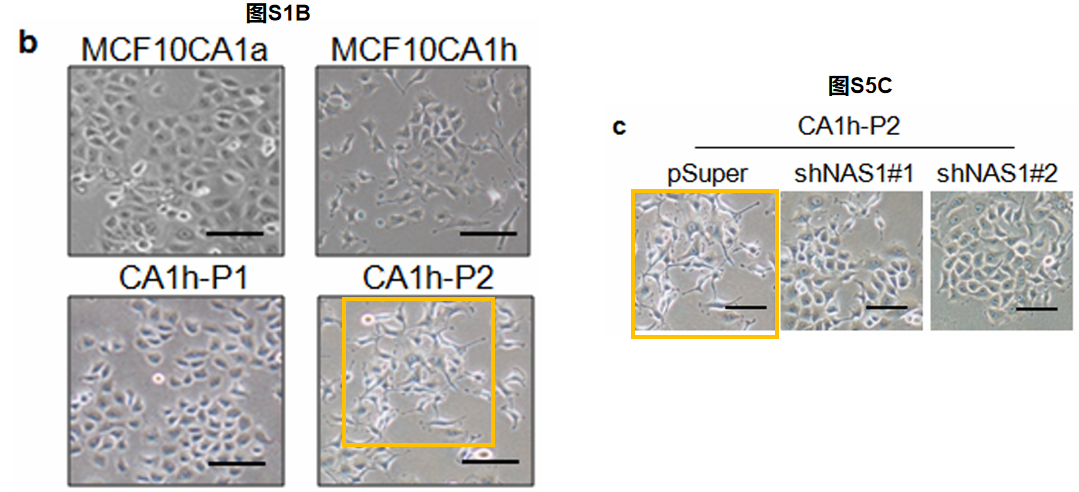 图S1B
b
MCF10CA1a
MCF10CA1h
CA1h-P1
CA1h-P2
图S5C
c
CA1h-P2
pSuper
shNAS1#1
shNAS1#2